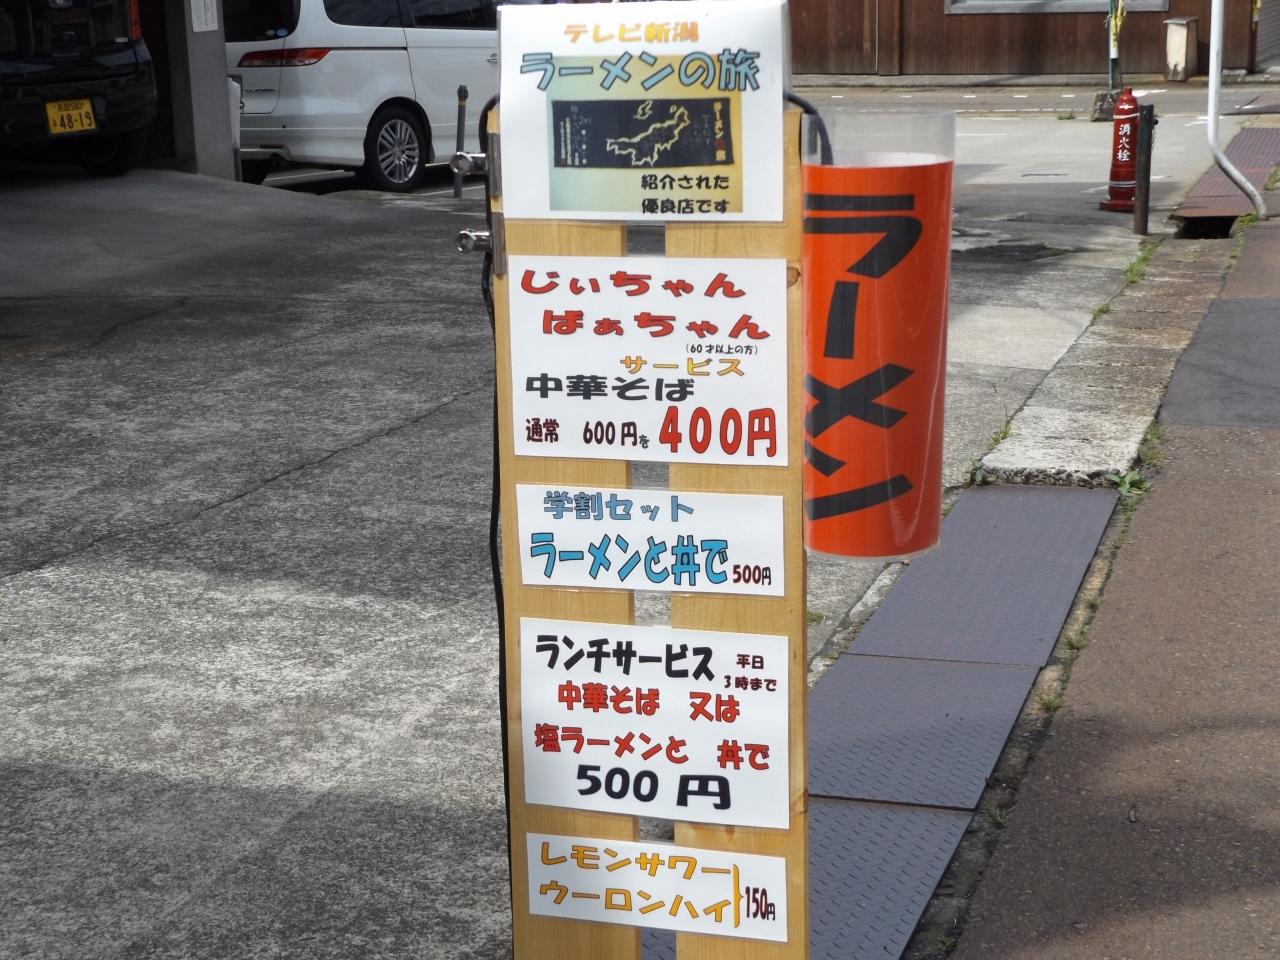 テレビ新潟
ラーメンの旅
紹介された
優良店です
じぃちゃん
ばぁちゃん
(60才以上の方)
サービス
中華そば
通常 600円を 400円
学割セット
ラーメンと丼で 500円
ランチサービス 平日
3時まで
中華そば 又は
塩ラーメンと 丼で
500円
レモンサワー
ウーロンハイ 150円
ラーメン
消火栓
48-19